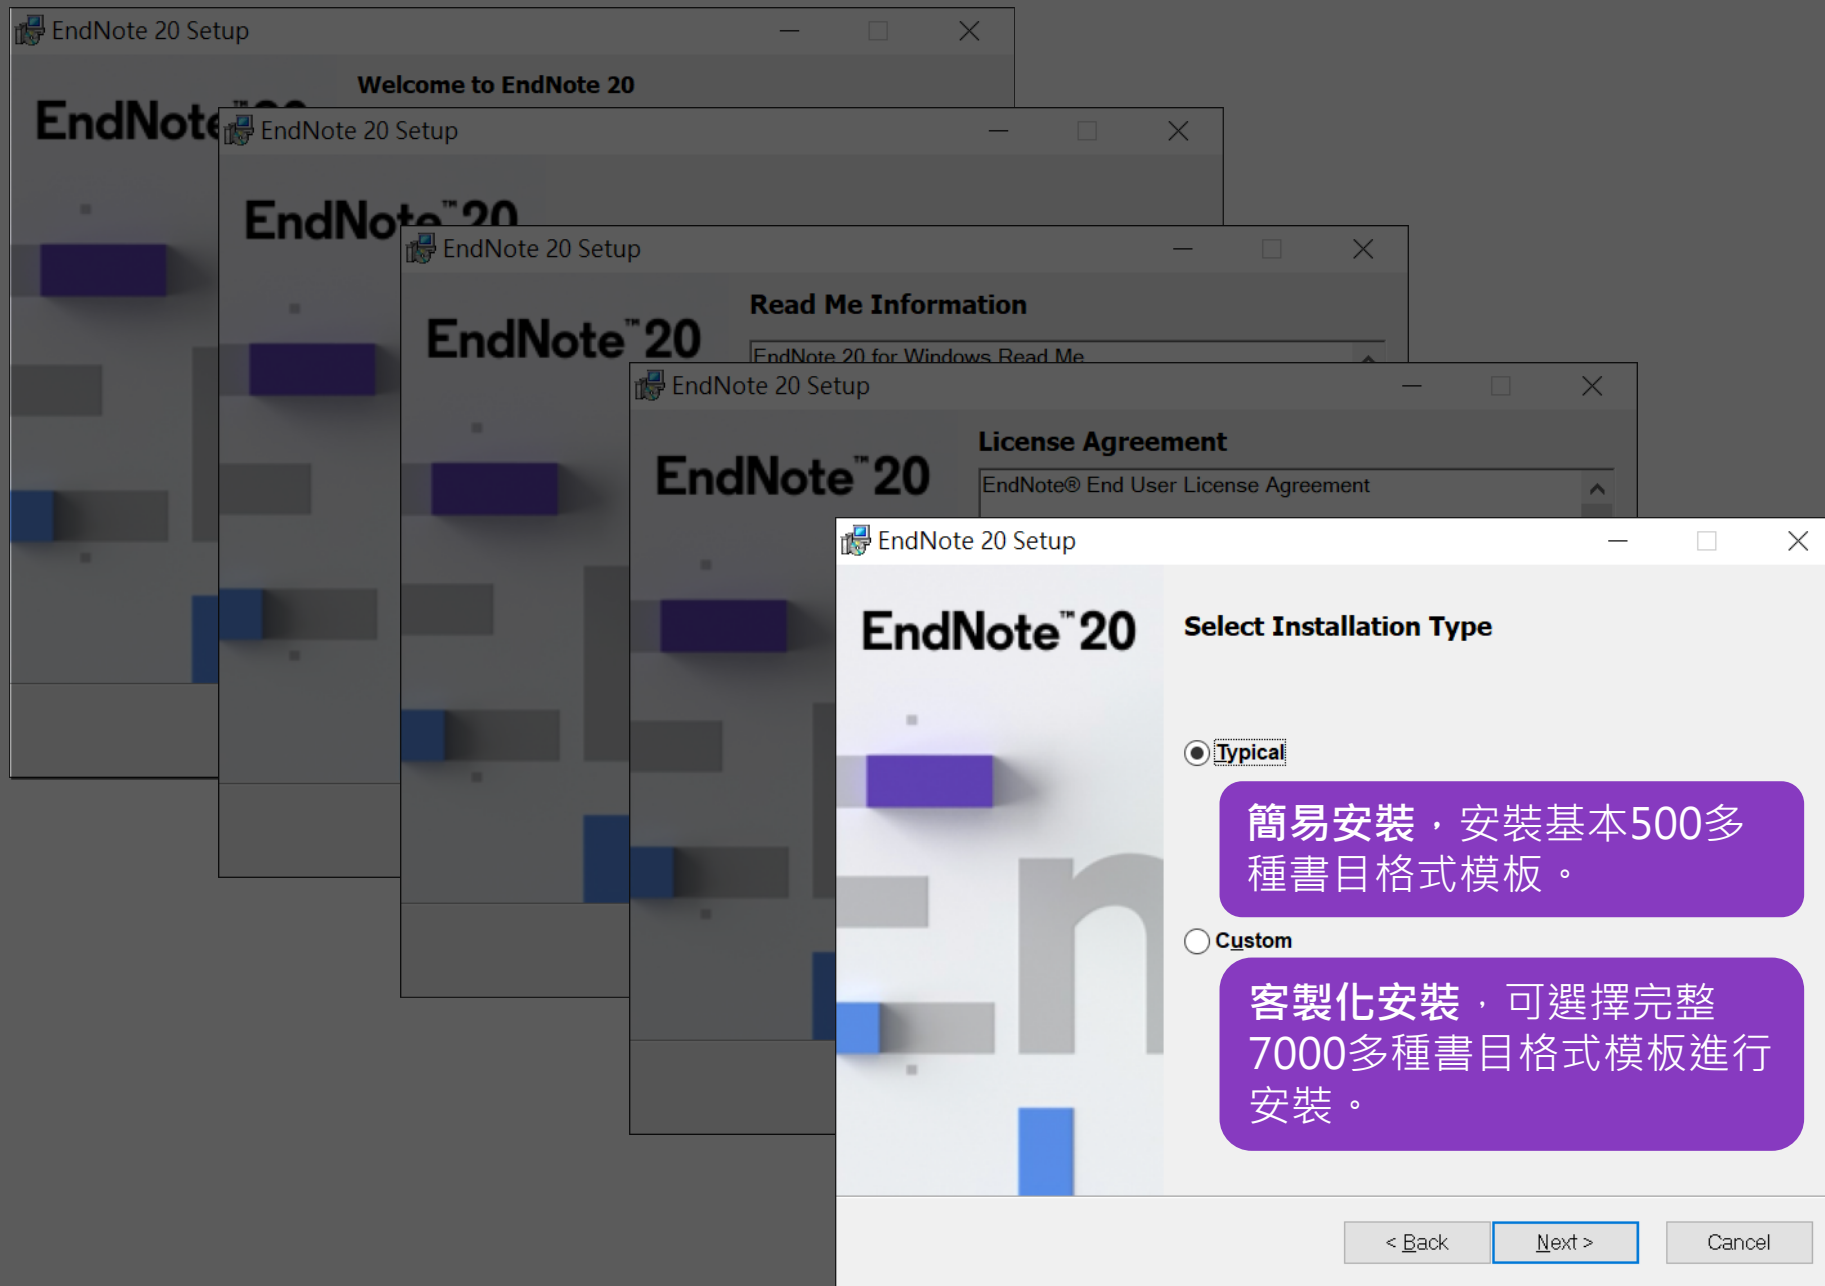 EndNote 20 Setup
Welcome to EndNote 20
EndNote
EndNote 20 Setup
EndNote™20
EndNote 20 Setup
Read Me Information
EndNote™20
EndNote 20 for Windows Read Me
EndNote 20 Setup
License Agreement
EndNote™20
EndNote® End User License Agreement
EndNote 20 Setup
EndNote™20
Select Installation Type
Typical
簡易安裝，安裝基本500多
種書目格式模板。
Custom
客製化安裝，可選擇完整
7000多種書目格式模板進行
安裝。
< Back
Next >
Cancel